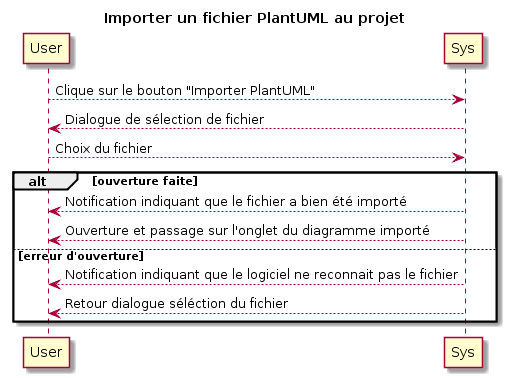 Importer un fichier PlantUML au projet
User
Sys
Clique sur le bouton "Importer PlantUML"
Dialogue de sélection de fichier
Choix du fichier
alt
[ouverture faite]
Notification indiquant que le fichier a bien été importé
Ouverture et passage sur l'onglet du diagramme importé
[erreur d'ouverture]
Notification indiquant que le logiciel ne reconnait pas le fichier
Retour dialogue séléction du fichier
User
Sys